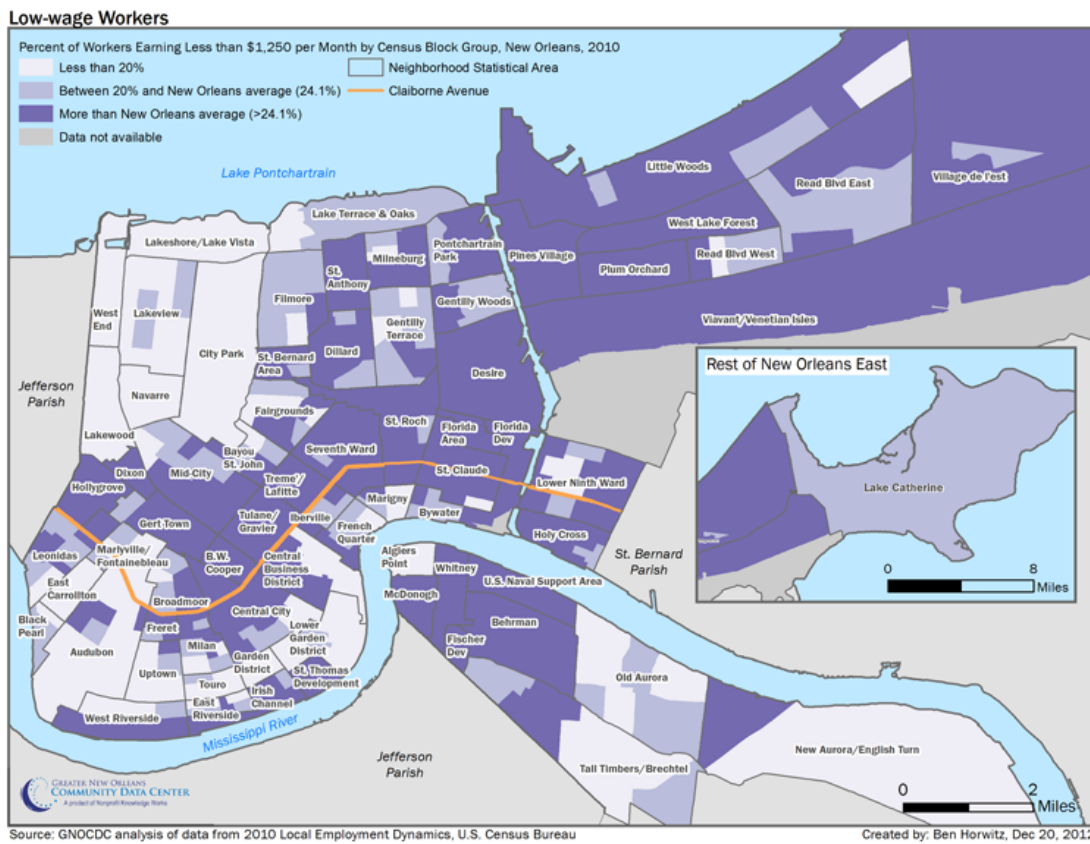 Low-wage Workers
Percent of Workers Earning Less than $1,250 per Month by Census Block Group, New Orleans, 2010
Less than 20%
Neighborhood Statistical Area
Between 20% and New Orleans average (24.1%)
Claiborne Avenue
More than New Orleans average (>24.1%)
Data not available
Lake Pontchartrain
Little Woods
Read Blvd East
Village de l'est
Lake Terrace & Oaks
West Lake Forest
Lakeshore/Lake Vista
Pontchartrain
Park
Milneburg
Pines Village
Read Blvd West
Plum Orchard
St.
Anthony
Filmore
Gentilly Woods
West
End
Lakeview
Gentilly
Terrace
Viavant/Venetian Isles
City Park
St. Bernard
Area
Dillard
Desire
Rest of New Orleans East
Jefferson
Parish
Navarre
Fairgrounds
St. Roch
Florida
Area
Florida
Dev
Lakewood
Bayou
St. John
Seventh Ward
Dixon
Mid-City
St. Claude
Lower Ninth Ward
Lake Catherine
Hollygrove
Treme'/
Lafitte
Marigny
Bywater
Gert Town
Tulane/
Gravier
Iberville
French
Quarter
Holy Cross
Leonidas
Marlyville/
Fontainebleau
B.W.
Cooper
Central
Business
District
Algiers
Point
Whitney
U.S. Naval Support Area
St. Bernard
Parish
0 8
Miles
East
Carrollton
McDonogh
Broadmoor
Central City
Black
Pearl
Freret
Lower
Garden
District
Behrman
Audubon
Milan
Garden
District
Fischer
Dev
Uptown
Touro
St. Thomas
Development
Old Aurora
Irish
Channel
East
Riverside
West Riverside
Mississippi River
Jefferson
Parish
New Aurora/English Turn
Tall Timbers/Brechtel
GREATER NEW ORLEANS
COMMUNITY DATA CENTER
A product of Nonprofit Knowledge Works
0 2
Miles
Source: GNOCDC analysis of data from 2010 Local Employment Dynamics, U.S. Census Bureau
Created by: Ben Horwitz, Dec 20, 2012